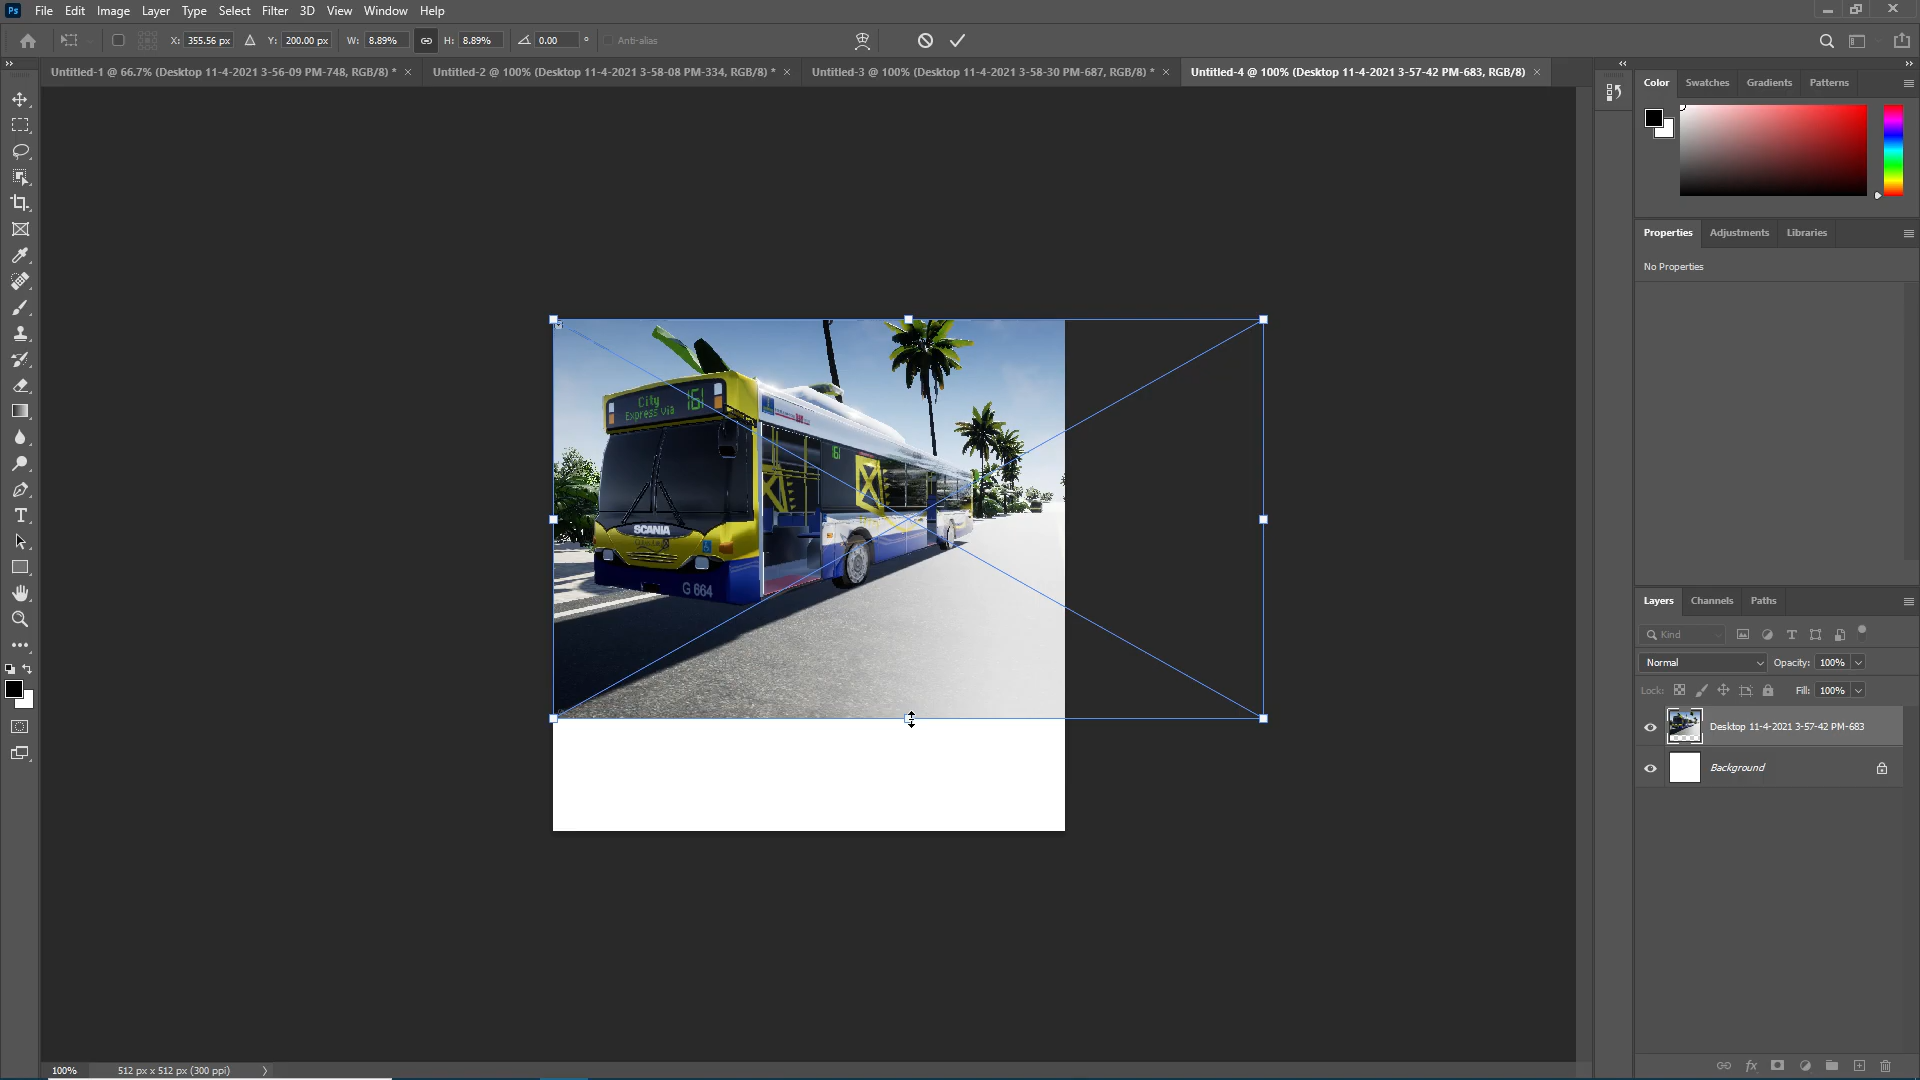 Ps File Edit Image Layer Type Select Filter 3D View Window Help
X: 355.56 px Y: 200.00 px W: 8.89% H: 8.89% 0.00 ° Anti-alias
Untitled-1 @ 66.7% (Desktop 11-4-2021 3-56-09 PM-748, RGB/8) * × Untitled-2 @ 100% (Desktop 11-4-2021 3-58-08 PM-334, RGB/8) * × Untitled-3 @ 100% (Desktop 11-4-2021 3-58-30 PM-687, RGB/8) * × Untitled-4 @ 100% (Desktop 11-4-2021 3-57-42 PM-683, RGB/8) ×
Color Swatches Gradients Patterns
Properties Adjustments Libraries
No Properties
City 161
Express via
161
SCANIA
G 664
Layers Channels Paths
Kind
Normal Opacity: 100%
Lock: Fill: 100%
Desktop 11-4-2021 3-57-42 PM-683
Background
100% 512 px x 512 px (300 ppi)